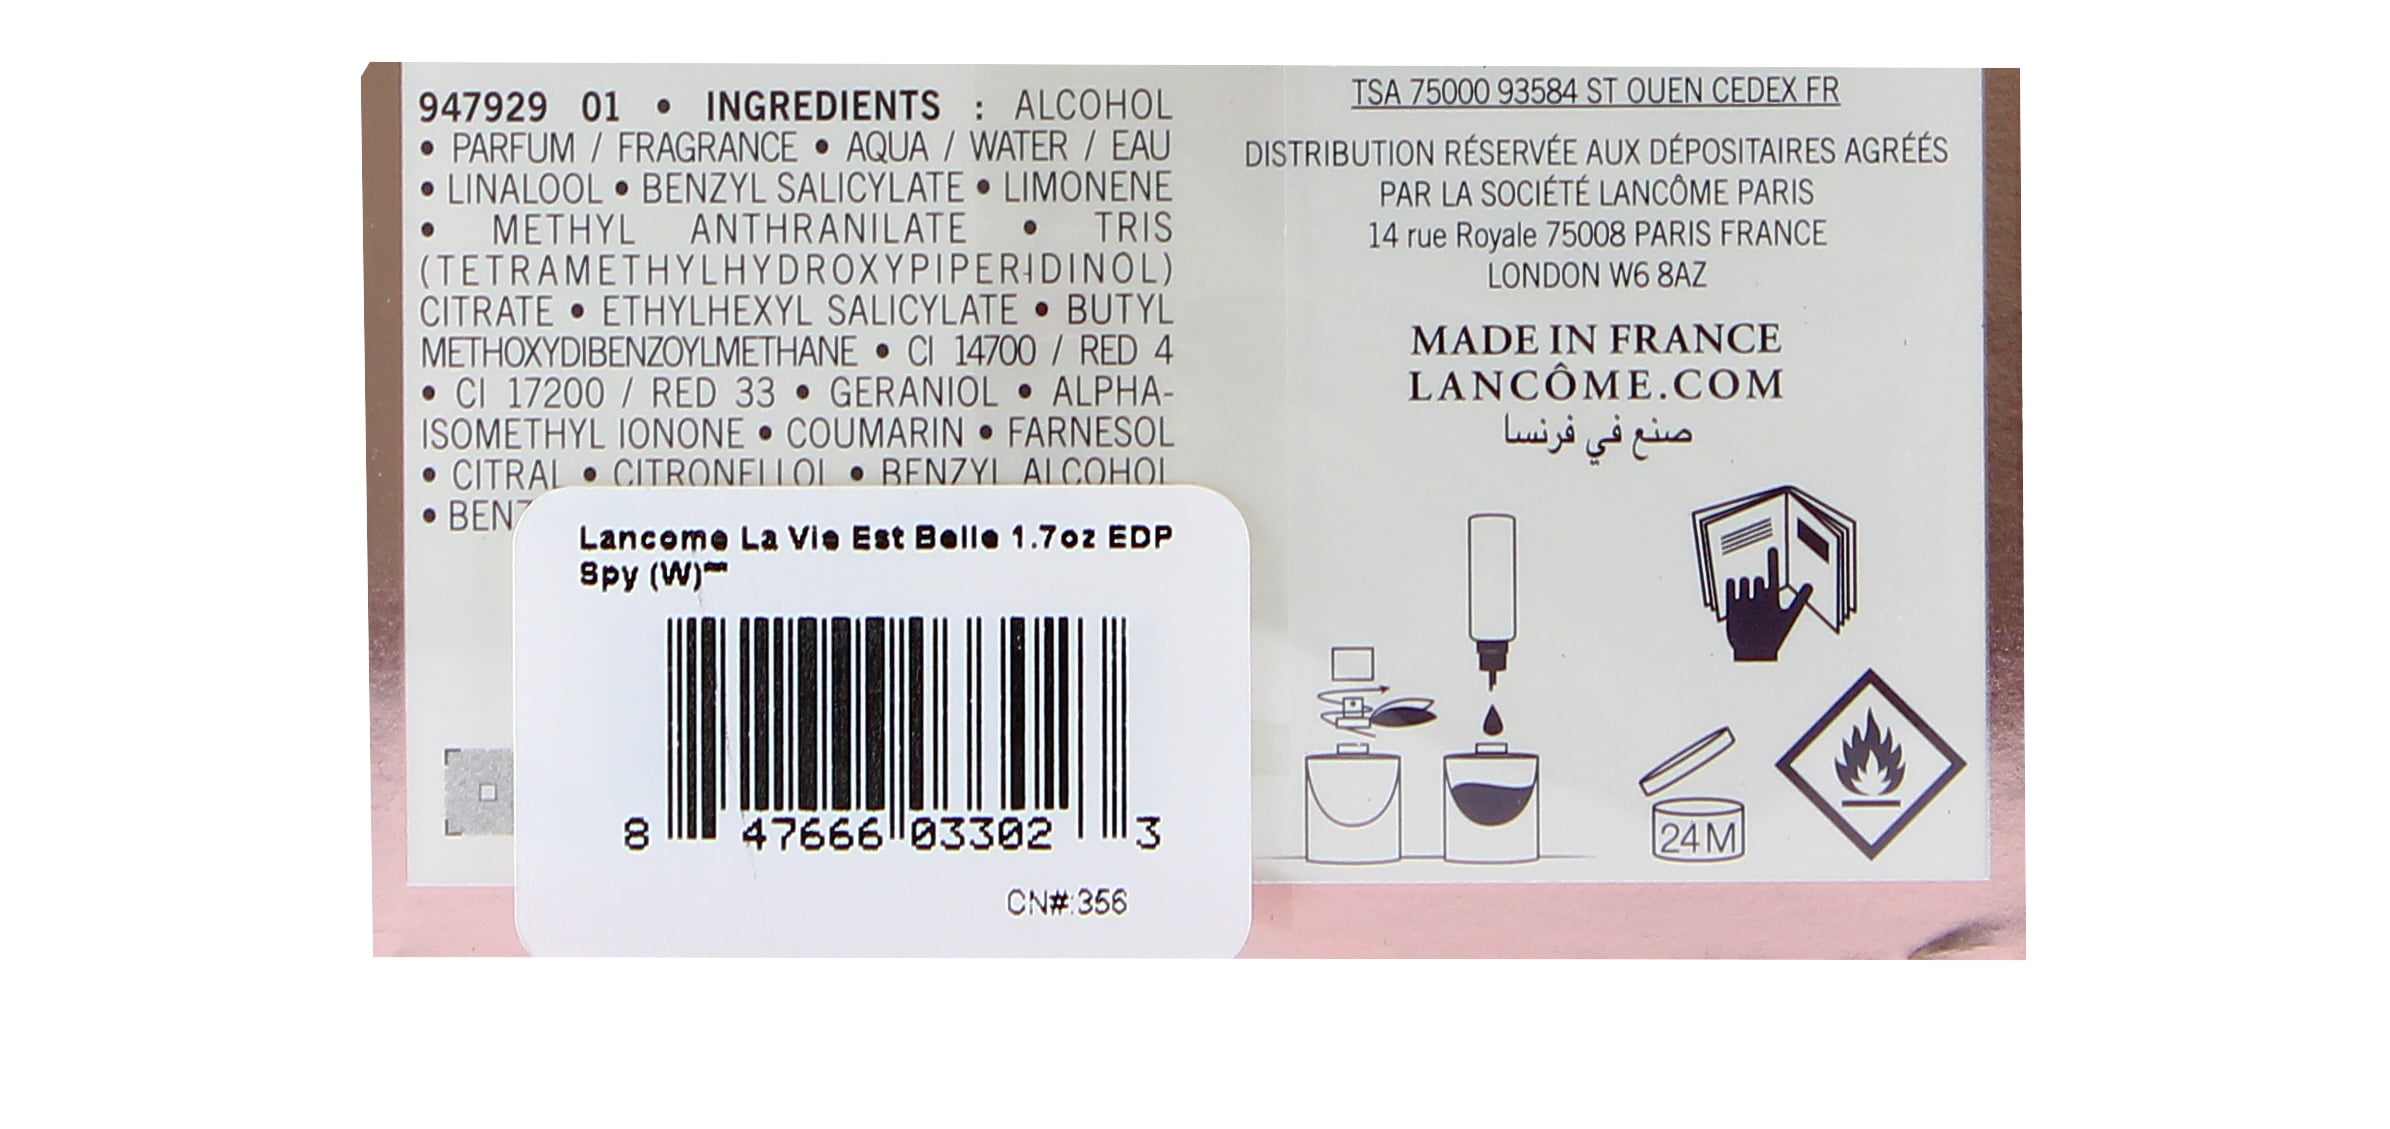 947929 01 • INGREDIENTS : ALCOHOL
• PARFUM / FRAGRANCE • AQUA / WATER / EAU
• LINALOOL • BENZYL SALICYLATE • LIMONENE
• METHYL ANTHRANILATE • TRIS
(TETRAMETHYLHYDROXYPIPERIDINOL)
CITRATE • ETHYLHEXYL SALICYLATE • BUTYL
METHOXYDIBENZOYLMETHANE • CI 14700 / RED 4
• CI 17200 / RED 33 • GERANIOL • ALPHA-
ISOMETHYL IONONE • COUMARIN • FARNESOL
• CITRAL • CITRONELLOL • BENZYL ALCOHOL
Lancome La Vie Est Belle 1.7oz EDP
Spy (W)
8 47666 03302 3
CN#:356
TSA 75000 93584 ST OUEN CEDEX FR
DISTRIBUTION RÉSERVÉE AUX DÉPOSITAIRES AGRÉÉS
PAR LA SOCIÉTÉ LANCÔME PARIS
14 rue Royale 75008 PARIS FRANCE
LONDON W6 8AZ
MADE IN FRANCE
LANCÔME.COM
صنع في فرنسا
24M